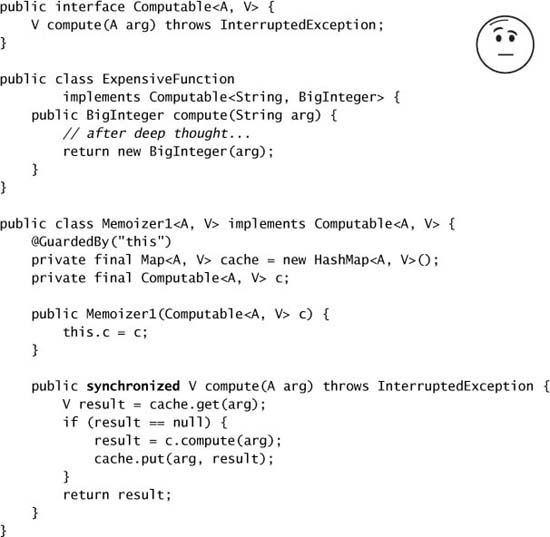 public interface Computable<A, V> {
    V compute(A arg) throws InterruptedException;
}

public class ExpensiveFunction
        implements Computable<String, BigInteger> {
    public BigInteger compute(String arg) {
        // after deep thought...
        return new BigInteger(arg);
    }
}

public class Memoizer1<A, V> implements Computable<A, V> {
    @GuardedBy("this")
    private final Map<A, V> cache = new HashMap<A, V>();
    private final Computable<A, V> c;

    public Memoizer1(Computable<A, V> c) {
        this.c = c;
    }

    public synchronized V compute(A arg) throws InterruptedException {
        V result = cache.get(arg);
        if (result == null) {
            result = c.compute(arg);
            cache.put(arg, result);
        }
        return result;
    }
}